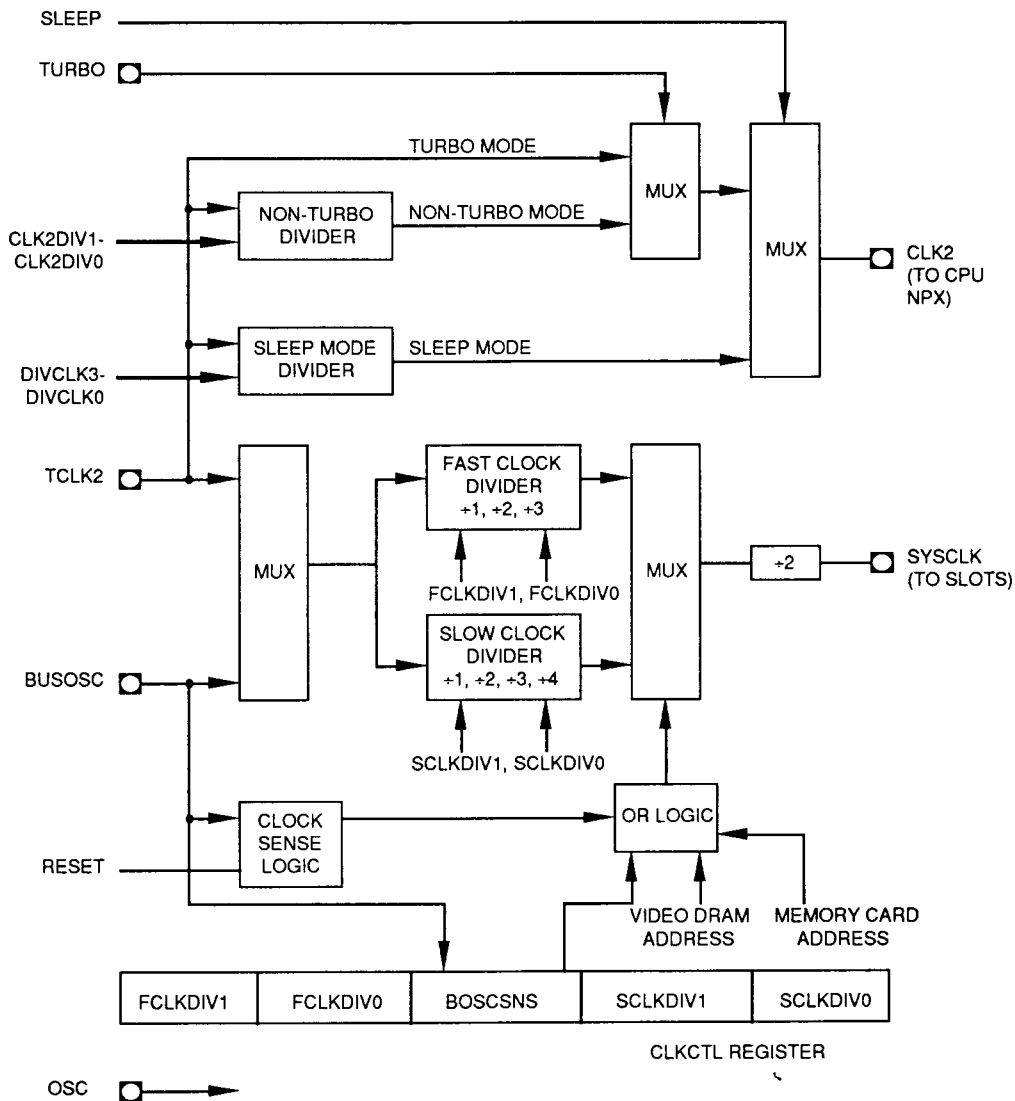 SLEEP
TURBO
TURBO MODE
MUX
NON-TURBO
DIVIDER
NON-TURBO MODE
CLK2DIV1-
CLK2DIV0
MUX
CLK2
(TO CPU
NPX)
SLEEP MODE
DIVIDER
SLEEP MODE
DIVCLK3-
DIVCLK0
TCLK2
MUX
FAST CLOCK
DIVIDER
÷1, ÷2, ÷3
FCLKDIV1, FCLKDIV0
MUX
÷2
SYSCLK
(TO SLOTS)
SLOW CLOCK
DIVIDER
÷1, ÷2, ÷3, ÷4
SCLKDIV1, SCLKDIV0
BUSOSC
CLOCK
SENSE
LOGIC
OR LOGIC
RESET
VIDEO DRAM
ADDRESS
MEMORY CARD
ADDRESS
FCLKDIV1
FCLKDIV0
BOSCSNS
SCLKDIV1
SCLKDIV0
CLKCTL REGISTER
OSC